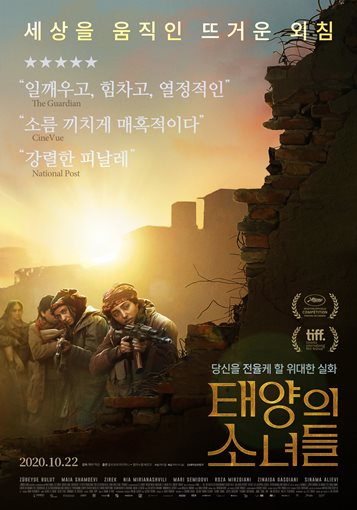 세상을 움직인 뜨거운 외침
★★★★★
“일깨우고, 힘차고, 열정적인”
The Guardian
“소름 끼치게 매혹적이다”
CineVue
“강렬한 피날레”
National Post
COMPETITION
tiff.
당신을 전율케 할 위대한 실화
태양의
소녀들
2020.10.22
ZÜBEYDE BULUT MAIA SHAMOEVI ZIREK NIA MIRIANASHVILI MARI SEMIDOVI ROZA MIRZOIANI ZINAIDA GASOIANI SINAMA ALIEVI